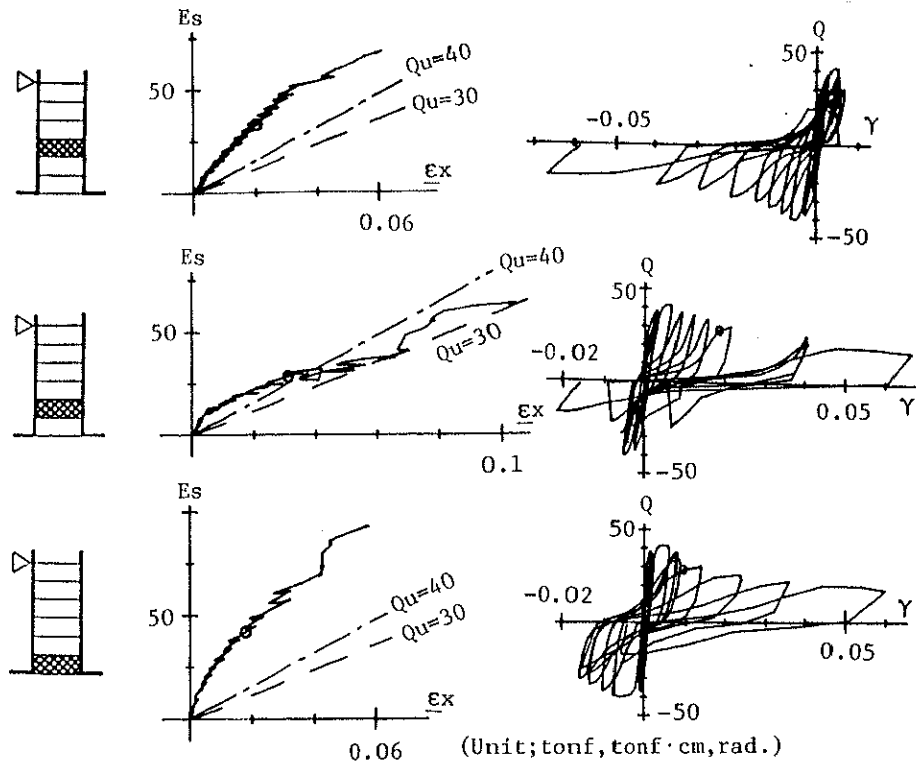 Es
50
Qu=40
Qu=30
εx
0.06
Q
50
-0.05
γ
-50
Es
50
Qu=40
Qu=30
εx
0.1
Q
50
-0.02
0.05
γ
-50
Es
50
Qu=40
Qu=30
εx
0.06
Q
50
-0.02
0.05
γ
-50
(Unit;tonf,tonf·cm,rad.)